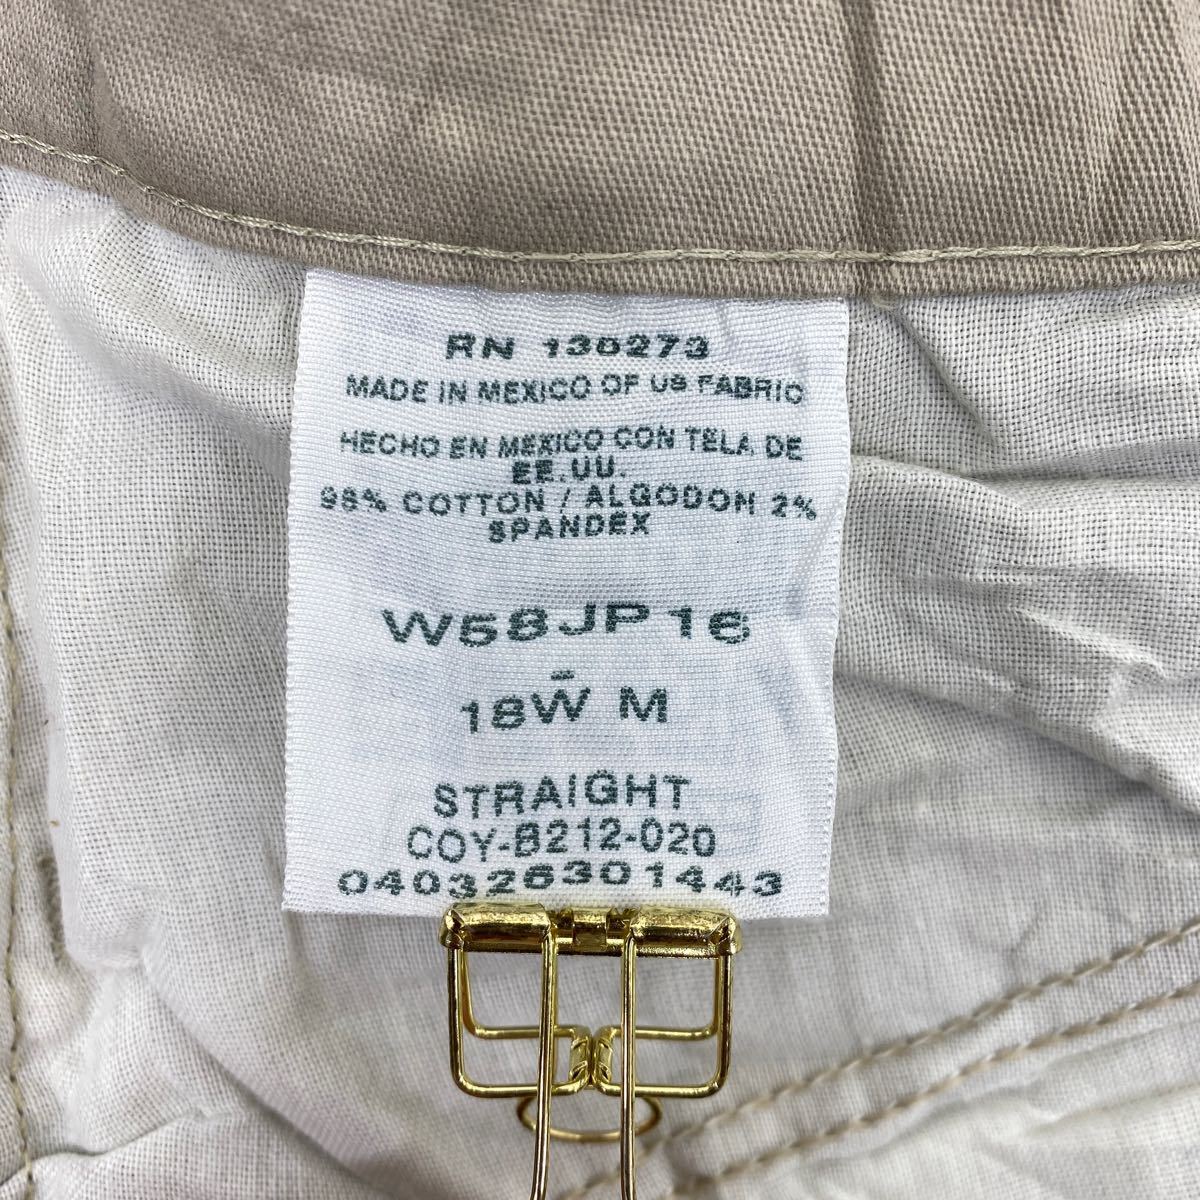 RN 130273
MADE IN MEXICO OF US FABRIC
HECHO EN MEXICO CON TELA DE
EE.UU.
98% COTTON / ALGODON 2%
SPANDEX
W58JP16
-
18W M
STRAIGHT
COY-B212-020
040326301443